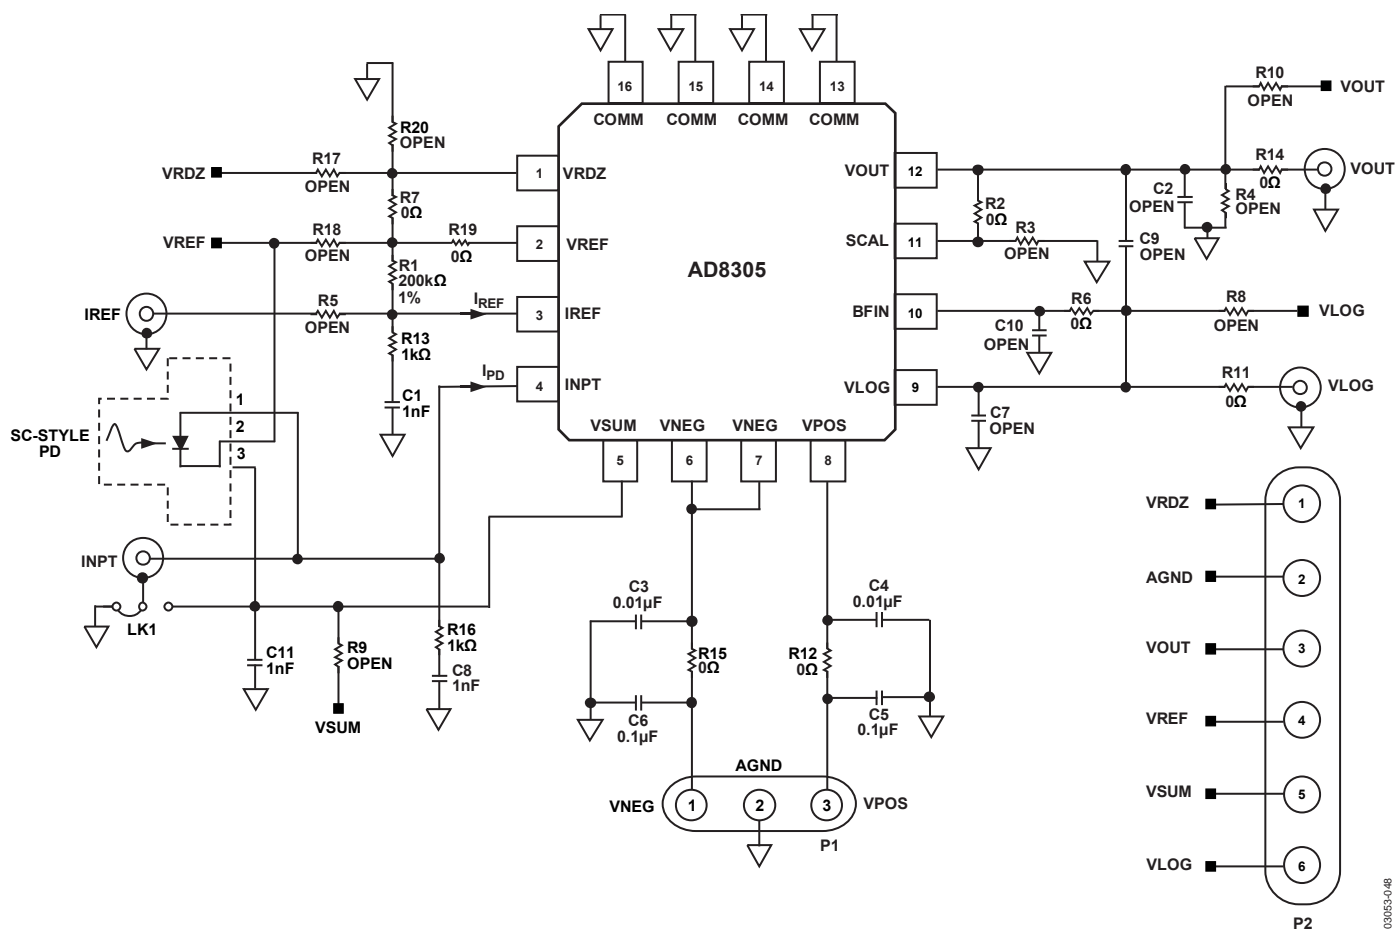 16
15
14
13
COMM
COMM
COMM
COMM
AD8305
1
VRDZ
2
VREF
3
IREF
4
INPT
VSUM
VNEG
VNEG
VPOS
5
6
7
8
VOUT
12
SCAL
11
BFIN
10
VLOG
9
R20
OPEN
VRDZ
R17
OPEN
R7
0Ω
VREF
R18
OPEN
R19
0Ω
R1
200kΩ
1%
IREF
R5
OPEN
IREF
R13
1kΩ
C1
1nF
IPD
SC-STYLE
PD
1
2
3
INPT
LK1
C11
1nF
R9
OPEN
VSUM
R16
1kΩ
C8
1nF
C3
0.01µF
R15
0Ω
C6
0.1µF
C4
0.01µF
R12
0Ω
C5
0.1µF
AGND
VNEG
1
2
3
VPOS
P1
R10
OPEN
VOUT
R14
0Ω
VOUT
C2
OPEN
R4
OPEN
R2
0Ω
R3
OPEN
C9
OPEN
R6
0Ω
C10
OPEN
R8
OPEN
VLOG
R11
0Ω
VLOG
C7
OPEN
VRDZ
1
AGND
2
VOUT
3
VREF
4
VSUM
5
VLOG
6
P2
03053-048